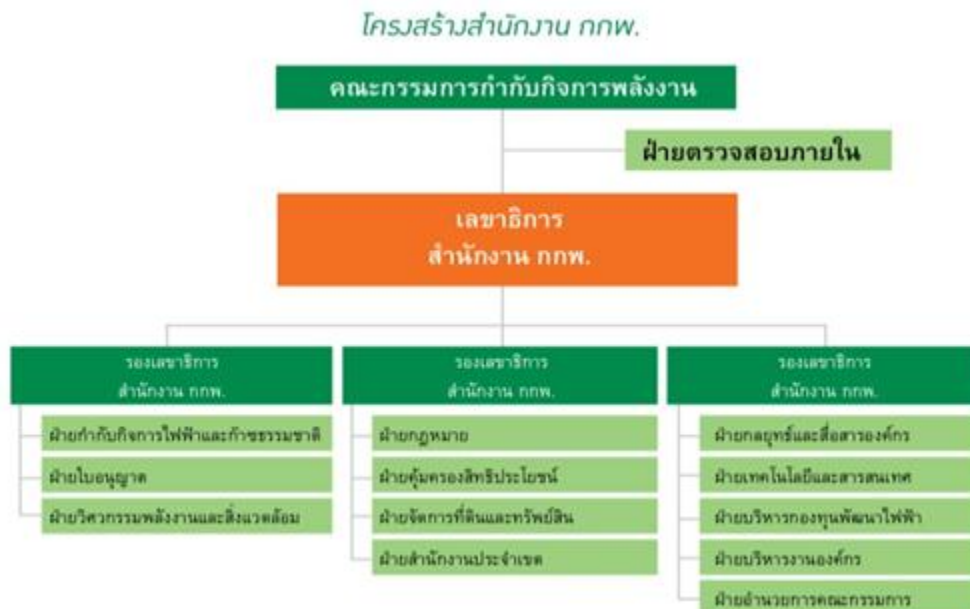 โครงสร้างสำนักงาน กกพ.
คณะกรรมการกำกับกิจการพลังงาน
ฝ่ายตรวจสอบภายใน
เลขาธิการ
สำนักงาน กกพ.
รองเลขาธิการ
สำนักงาน กกพ.
ฝ่ายกำกับกิจการไฟฟ้าและก๊าซธรรมชาติ
ฝ่ายใบอนุญาต
ฝ่ายวิศวกรรมพลังงานและสิ่งแวดล้อม
รองเลขาธิการ
สำนักงาน กกพ.
ฝ่ายกฎหมาย
ฝ่ายคุ้มครองสิทธิประโยชน์
ฝ่ายจัดการที่ดินและทรัพย์สิน
ฝ่ายสำนักงานประจำเขต
รองเลขาธิการ
สำนักงาน กกพ.
ฝ่ายกลยุทธ์และสื่อสารองค์กร
ฝ่ายเทคโนโลยีและสารสนเทศ
ฝ่ายบริหารกองทุนพัฒนาไฟฟ้า
ฝ่ายบริหารงานองค์กร
ฝ่ายอำนวยการคณะกรรมการ